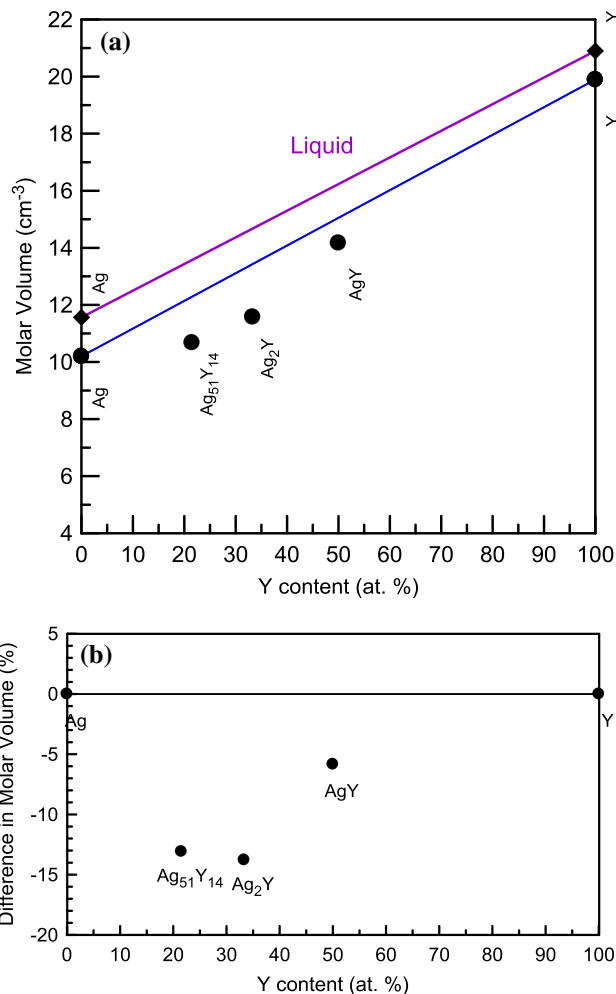 (a)
Y
22
20
18
16
14
12
10
8
6
4
Molar Volume (cm-3)
Liquid
Ag
Ag
Ag51Y14
Ag2Y
AgY
Y
0 10 20 30 40 50 60 70 80 90 100
Y content (at. %)
(b)
5
0
-5
-10
-15
-20
Difference in Molar Volume (%)
Ag
Ag51Y14
Ag2Y
AgY
Y
0 10 20 30 40 50 60 70 80 90 100
Y content (at. %)